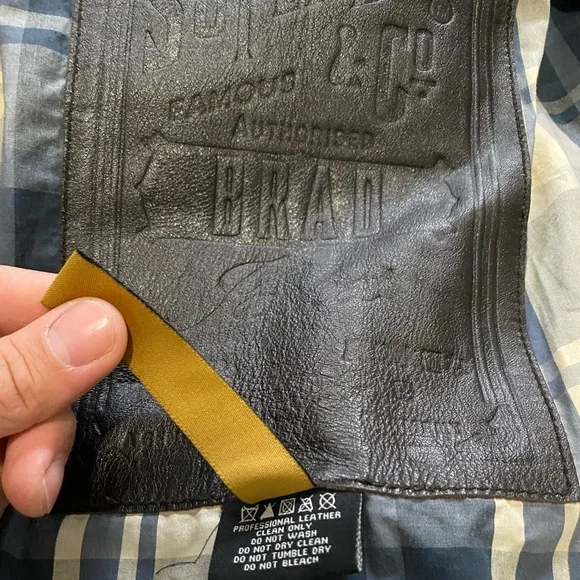 & Co
®
FAMOUS
AUTHORISED
BRAD
PROFESSIONAL LEATHER
CLEAN ONLY
DO NOT WASH
DO NOT DRY CLEAN
DO NOT TUMBLE DRY
DO NOT BLEACH